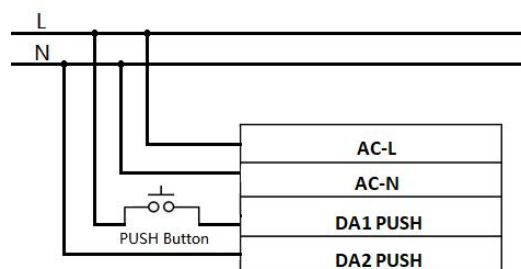 L
N
AC-L
AC-N
DA1 PUSH
PUSH Button
DA2 PUSH